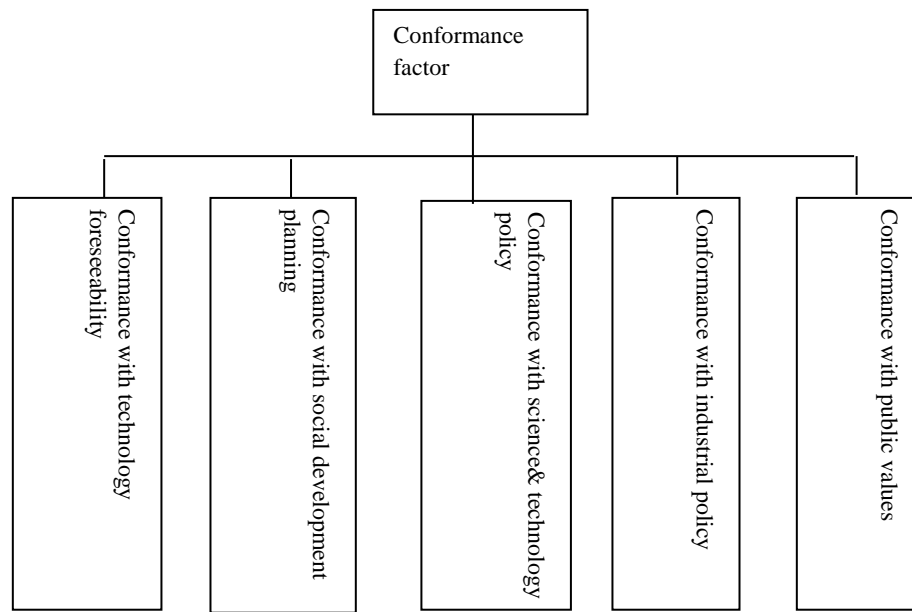 Conformance
factor
Conformance with technology
foreseeability
Conformance with social development
planning
Conformance with science& technology
policy
Conformance with industrial policy
Conformance with public values